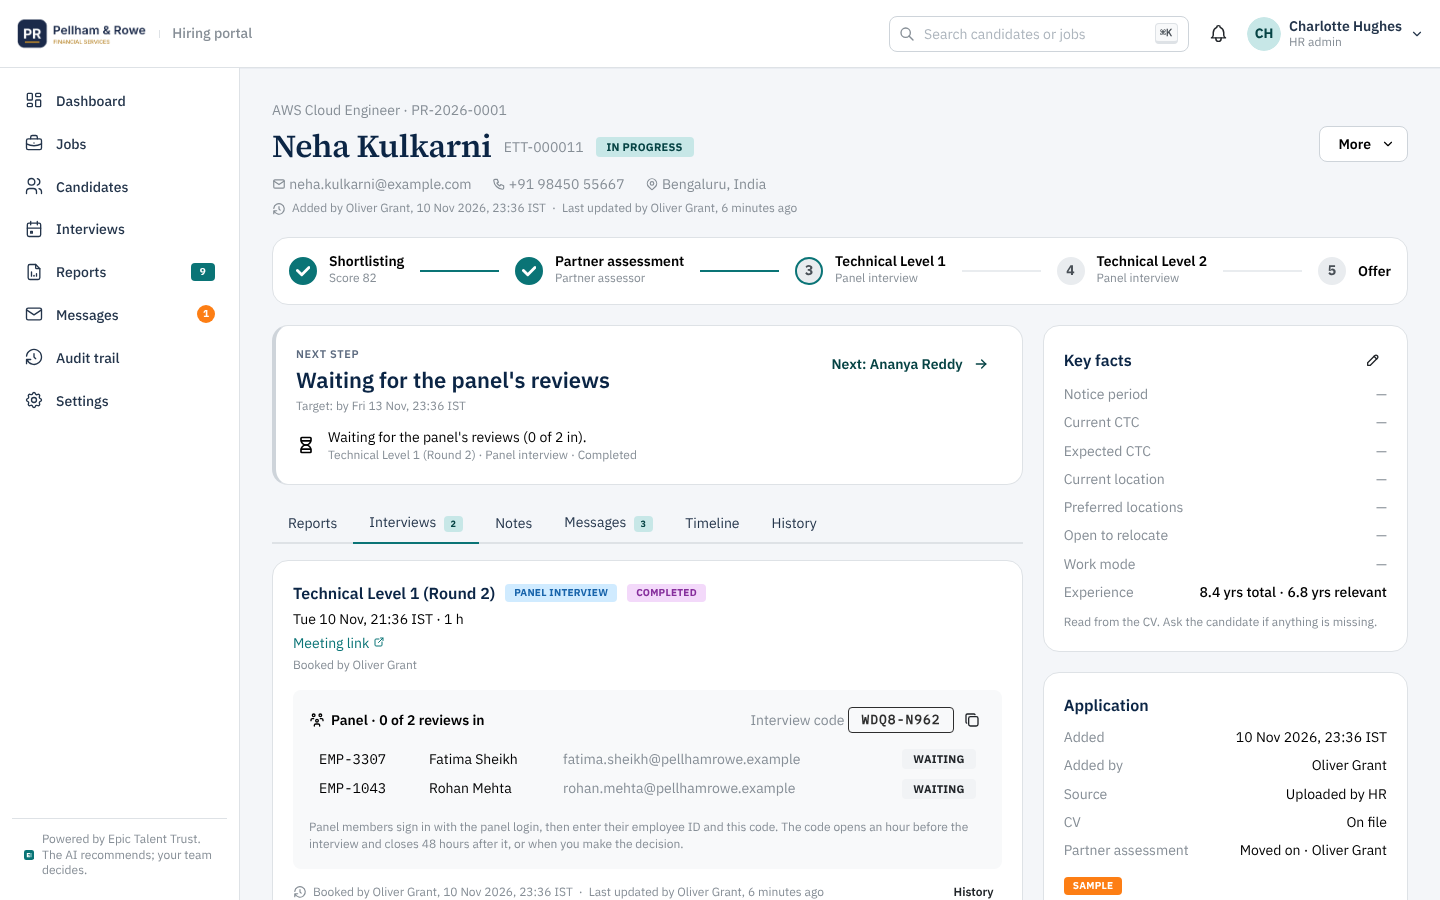 PR
Pellham & Rowe
FINANCIAL SERVICES
Hiring portal
Search candidates or jobs
⌘K
CH
Charlotte Hughes
HR admin
Dashboard
Jobs
Candidates
Interviews
Reports 9
Messages 1
Audit trail
Settings
Powered by Epic Talent Trust.
The AI recommends; your team
decides.
AWS Cloud Engineer · PR-2026-0001
Neha Kulkarni ETT-000011 IN PROGRESS
More
neha.kulkarni@example.com +91 98450 55667 Bengaluru, India
Added by Oliver Grant, 10 Nov 2026, 23:36 IST · Last updated by Oliver Grant, 6 minutes ago
Shortlisting
Score 82
Partner assessment
Partner assessor
3
Technical Level 1
Panel interview
4
Technical Level 2
Panel interview
5
Offer
NEXT STEP
Waiting for the panel's reviews
Target: by Fri 13 Nov, 23:36 IST
Next: Ananya Reddy →
Waiting for the panel's reviews (0 of 2 in).
Technical Level 1 (Round 2) · Panel interview · Completed
Reports Interviews 2 Notes Messages 3 Timeline History
Technical Level 1 (Round 2) PANEL INTERVIEW COMPLETED
Tue 10 Nov, 21:36 IST · 1 h
Meeting link
Booked by Oliver Grant
Panel · 0 of 2 reviews in
Interview code WDQ8-N962
EMP-3307 Fatima Sheikh fatima.sheikh@pellhamrowe.example WAITING
EMP-1043 Rohan Mehta rohan.mehta@pellhamrowe.example WAITING
Panel members sign in with the panel login, then enter their employee ID and this code. The code opens an hour before the
interview and closes 48 hours after it, or when you make the decision.
Booked by Oliver Grant, 10 Nov 2026, 23:36 IST · Last updated by Oliver Grant, 6 minutes ago
History
Key facts
Notice period —
Current CTC —
Expected CTC —
Current location —
Preferred locations —
Open to relocate —
Work mode —
Experience 8.4 yrs total · 6.8 yrs relevant
Read from the CV. Ask the candidate if anything is missing.
Application
Added 10 Nov 2026, 23:36 IST
Added by Oliver Grant
Source Uploaded by HR
CV On file
Partner assessment Moved on · Oliver Grant
SAMPLE